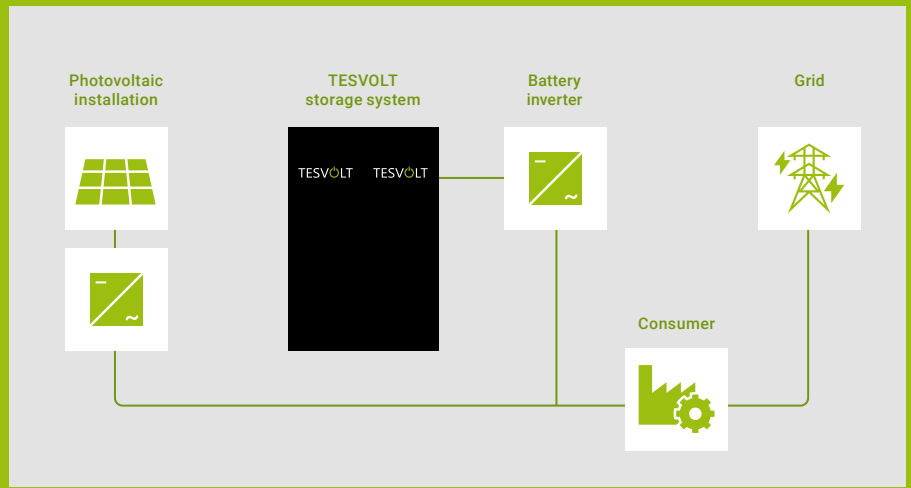 Photovoltaic
installation
TESVOLT
storage system
Battery
inverter
Grid
TESVOLT TESVOLT
Consumer